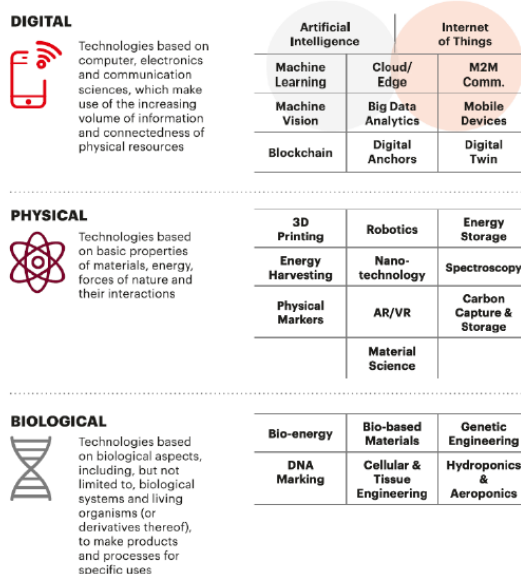 DIGITAL
Technologies based on
computer, electronics
and communication
sciences, which make
use of the increasing
volume of information
and connectedness of
physical resources
Artificial
Intelligence
Internet
of Things
Machine
Learning
Cloud/
Edge
M2M
Comm.
Machine
Vision
Big Data
Analytics
Mobile
Devices
Blockchain
Digital
Anchors
Digital
Twin
PHYSICAL
Technologies based
on basic properties
of materials, energy,
forces of nature and
their interactions
3D
Printing
Robotics
Energy
Storage
Energy
Harvesting
Nano-
technology
Spectroscopy
Physical
Markers
AR/VR
Carbon
Capture &
Storage
Material
Science
BIOLOGICAL
Technologies based
on biological aspects,
including, but not
limited to, biological
systems and living
organisms (or
derivatives thereof),
to make products
and processes for
specific uses
Bio-energy
Bio-based
Materials
Genetic
Engineering
DNA
Marking
Cellular &
Tissue
Engineering
Hydroponics
&
Aeroponics